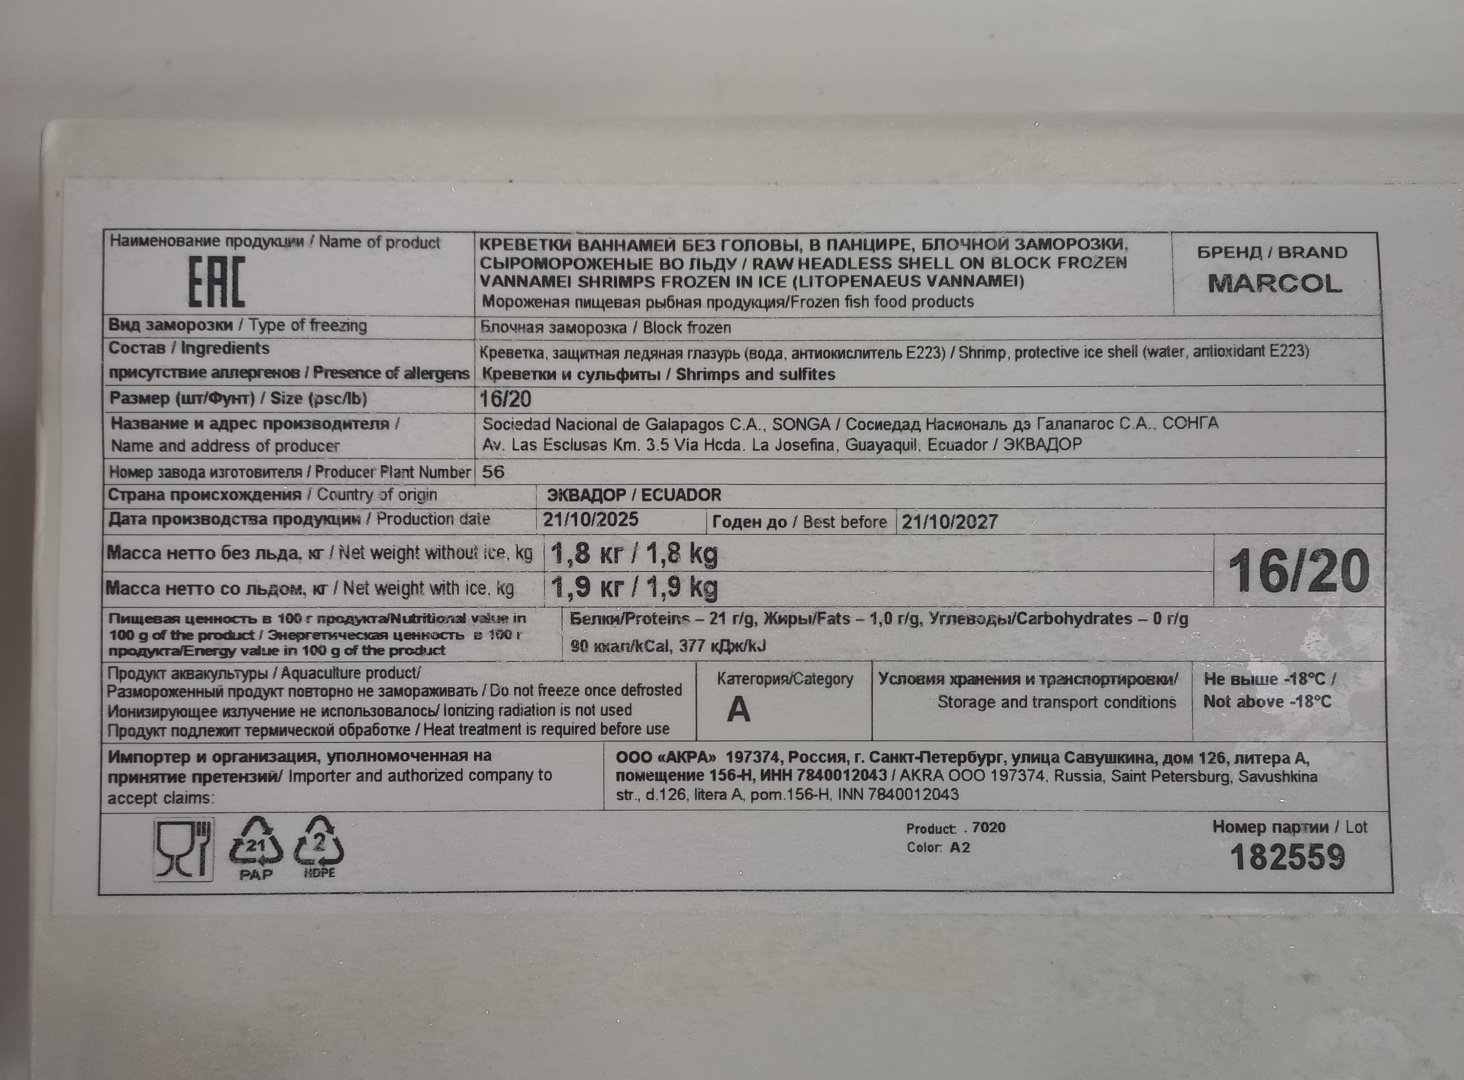 Наименование продукции / Name of product
EAC
КРЕВЕТКИ ВАННАМЕЙ БЕЗ ГОЛОВЫ, В ПАНЦИРЕ, БЛОЧНОЙ ЗАМОРОЗКИ,
СЫРОМОРОЖЕНЫЕ ВО ЛЬДУ / RAW HEADLESS SHELL ON BLOCK FROZEN
VANNAMEI SHRIMPS FROZEN IN ICE (LITOPENAEUS VANNAMEI)
Мороженая пищевая рыбная продукция/Frozen fish food products
БРЕНД / BRAND
MARCOL
Вид заморозки / Type of freezing
Блочная заморозка / Block frozen
Состав / Ingredients
Креветка, защитная ледяная глазурь (вода, антиокислитель Е223) / Shrimp, protective ice shell (water, antioxidant E223)
присутствие аллергенов / Presence of allergens
Креветки и сульфиты / Shrimps and sulfites
Размер (шт/Фунт) / Size (psc/lb)
16/20
Название и адрес производителя /
Name and address of producer
Sociedad Nacional de Galapagos C.A., SONGA / Сосиедад Насиональ дэ Галапагос С.А., СОНГА
Av. Las Esclusas Km. 3.5 Via Hcda. La Josefina, Guayaquil, Ecuador / ЭКВАДОР
Номер завода изготовителя / Producer Plant Number
56
Страна происхождения / Country of origin
ЭКВАДОР / ECUADOR
Дата производства продукции / Production date
21/10/2025
Годен до / Best before
21/10/2027
Масса нетто без льда, кг / Net weight without ice, kg
1,8 кг / 1,8 kg
Масса нетто со льдом, кг / Net weight with ice, kg
1,9 кг / 1,9 kg
16/20
Пищевая ценность в 100 г продукта/Nutritional value in
100 g of the product / Энергетическая ценность в 100 г
продукта/Energy value in 100 g of the product
Белки/Proteins – 21 г/g, Жиры/Fats – 1,0 г/g, Углеводы/Carbohydrates – 0 г/g
90 ккал/kCal, 377 кДж/kJ
Продукт аквакультуры / Aquaculture product/
Размороженный продукт повторно не замораживать / Do not freeze once defrosted
Ионизирующее излучение не использовалось/ Ionizing radiation is not used
Продукт подлежит термической обработке / Heat treatment is required before use
Категория/Category
A
Условия хранения и транспортировки/
Storage and transport conditions
Не выше -18°C /
Not above -18°C
Импортер и организация, уполномоченная на
принятие претензий/ Importer and authorized company to
accept claims:
ООО «АКРА» 197374, Россия, г. Санкт-Петербург, улица Савушкина, дом 126, литера А,
помещение 156-Н, ИНН 7840012043 / AKRA OOO 197374, Russia, Saint Petersburg, Savushkina
str., d.126, litera A, pom.156-H, INN 7840012043
21
PAP
2
HDPE
Product: . 7020
Color: A2
Номер партии / Lot
182559